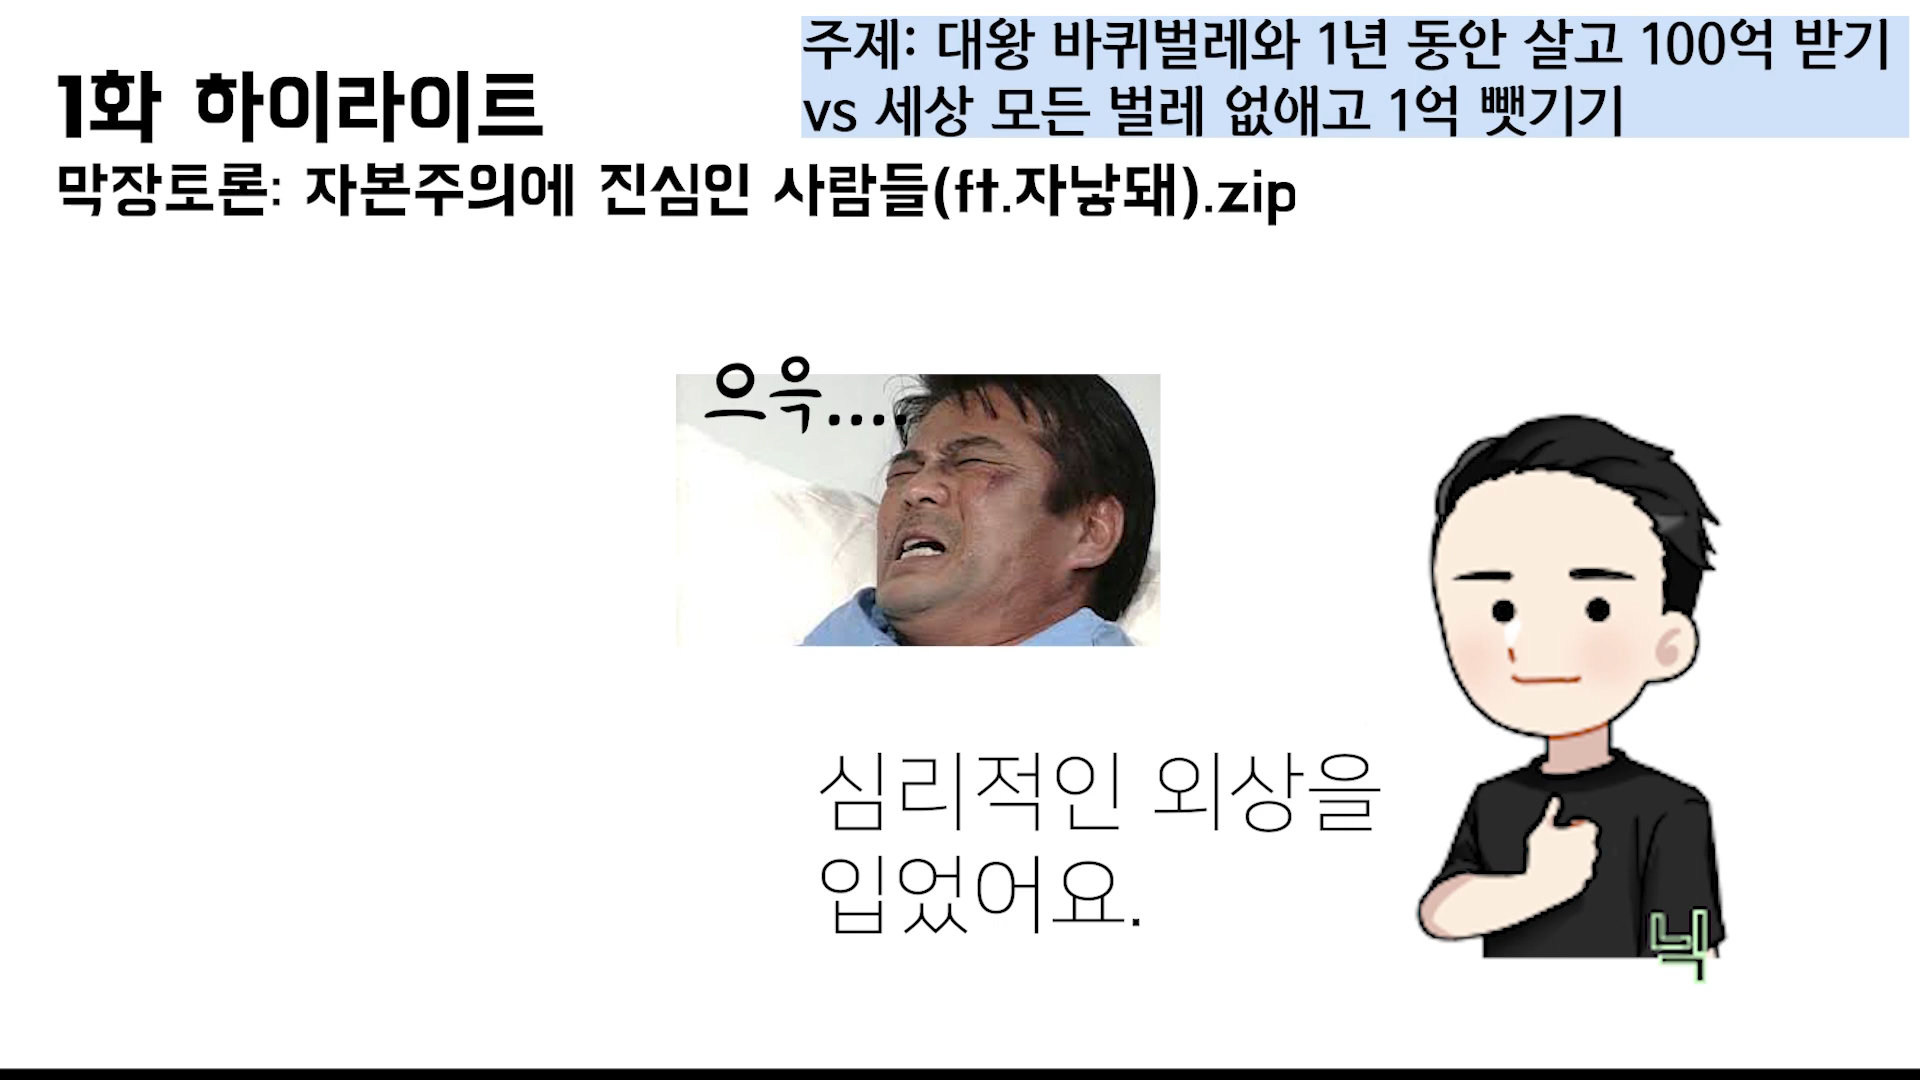 주제: 대왕 바퀴벌레와 1년 동안 살고 100억 받기
vs 세상 모든 벌레 없애고 1억 뺏기기
1화 하이라이트
막장토론: 자본주의에 진심인 사람들(ft.자낳돼).zip
으윽....
심리적인 외상을
입었어요.
닉